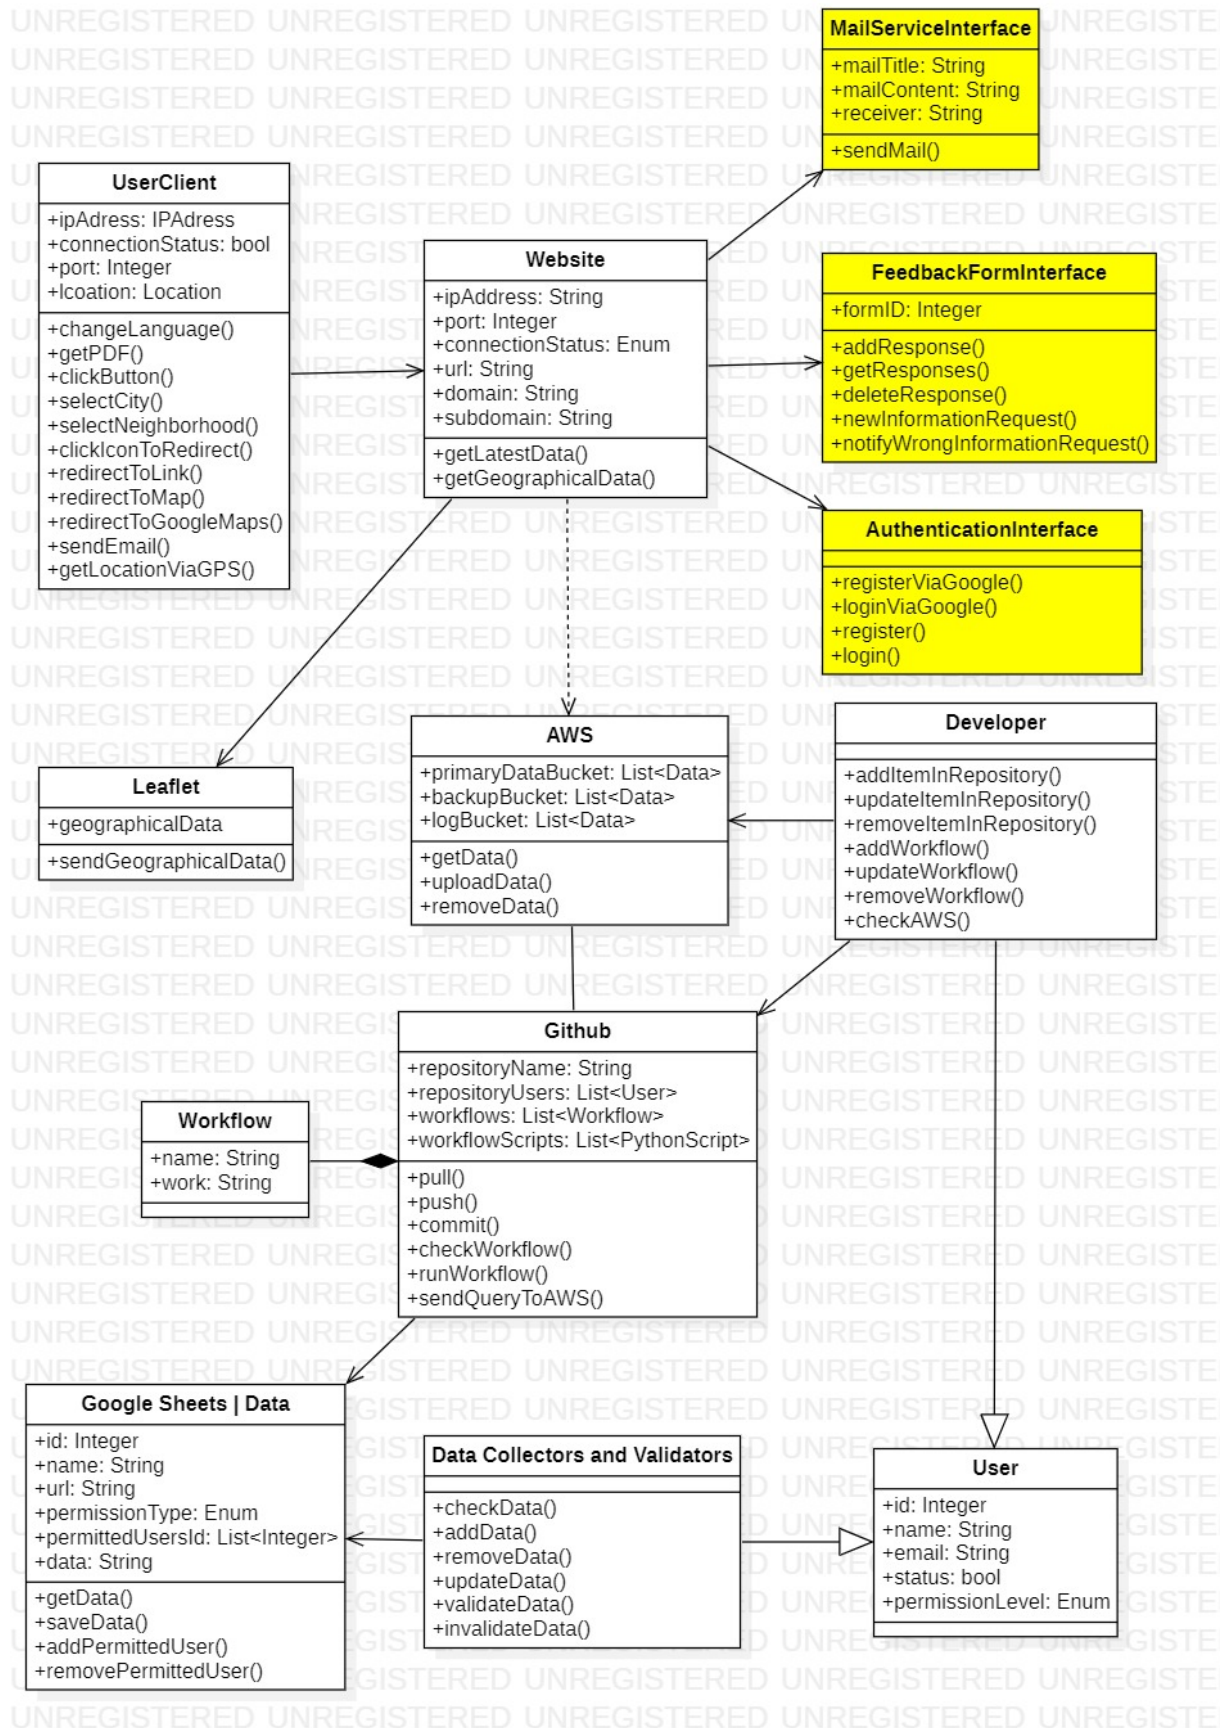 MailServiceInterface
+mailTitle: String
+mailContent: String
+receiver: String
+sendMail()
UserClient
+ipAdress: IPAdress
+connectionStatus: bool
+port: Integer
+lcoation: Location
+changeLanguage()
+getPDF()
+clickButton()
+selectCity()
+selectNeighborhood()
+clickIconToRedirect()
+redirectToLink()
+redirectToMap()
+redirectToGoogleMaps()
+sendEmail()
+getLocationViaGPS()
Website
+ipAddress: String
+port: Integer
+connectionStatus: Enum
+url: String
+domain: String
+subdomain: String
+getLatestData()
+getGeographicalData()
FeedbackFormInterface
+formID: Integer
+addResponse()
+getResponses()
+deleteResponse()
+newInformationRequest()
+notifyWrongInformationRequest()
AuthenticationInterface
+registerViaGoogle()
+loginViaGoogle()
+register()
+login()
Leaflet
+geographicalData
+sendGeographicalData()
AWS
+primaryDataBucket: List<Data>
+backupBucket: List<Data>
+logBucket: List<Data>
+getData()
+uploadData()
+removeData()
Developer
+addItemInRepository()
+updateItemInRepository()
+removeItemInRepository()
+addWorkflow()
+updateWorkflow()
+removeWorkflow()
+checkAWS()
Github
+repositoryName: String
+repositoryUsers: List<User>
+workflows: List<Workflow>
+workflowScripts: List<PythonScript>
+pull()
+push()
+commit()
+checkWorkflow()
+runWorkflow()
+sendQueryToAWS()
Workflow
+name: String
+work: String
Google Sheets | Data
+id: Integer
+name: String
+url: String
+permissionType: Enum
+permittedUsersId: List<Integer>
+data: String
+getData()
+saveData()
+addPermittedUser()
+removePermittedUser()
Data Collectors and Validators
+checkData()
+addData()
+removeData()
+updateData()
+validateData()
+invalidateData()
User
+id: Integer
+name: String
+email: String
+status: bool
+permissionLevel: Enum
UNREGISTERED